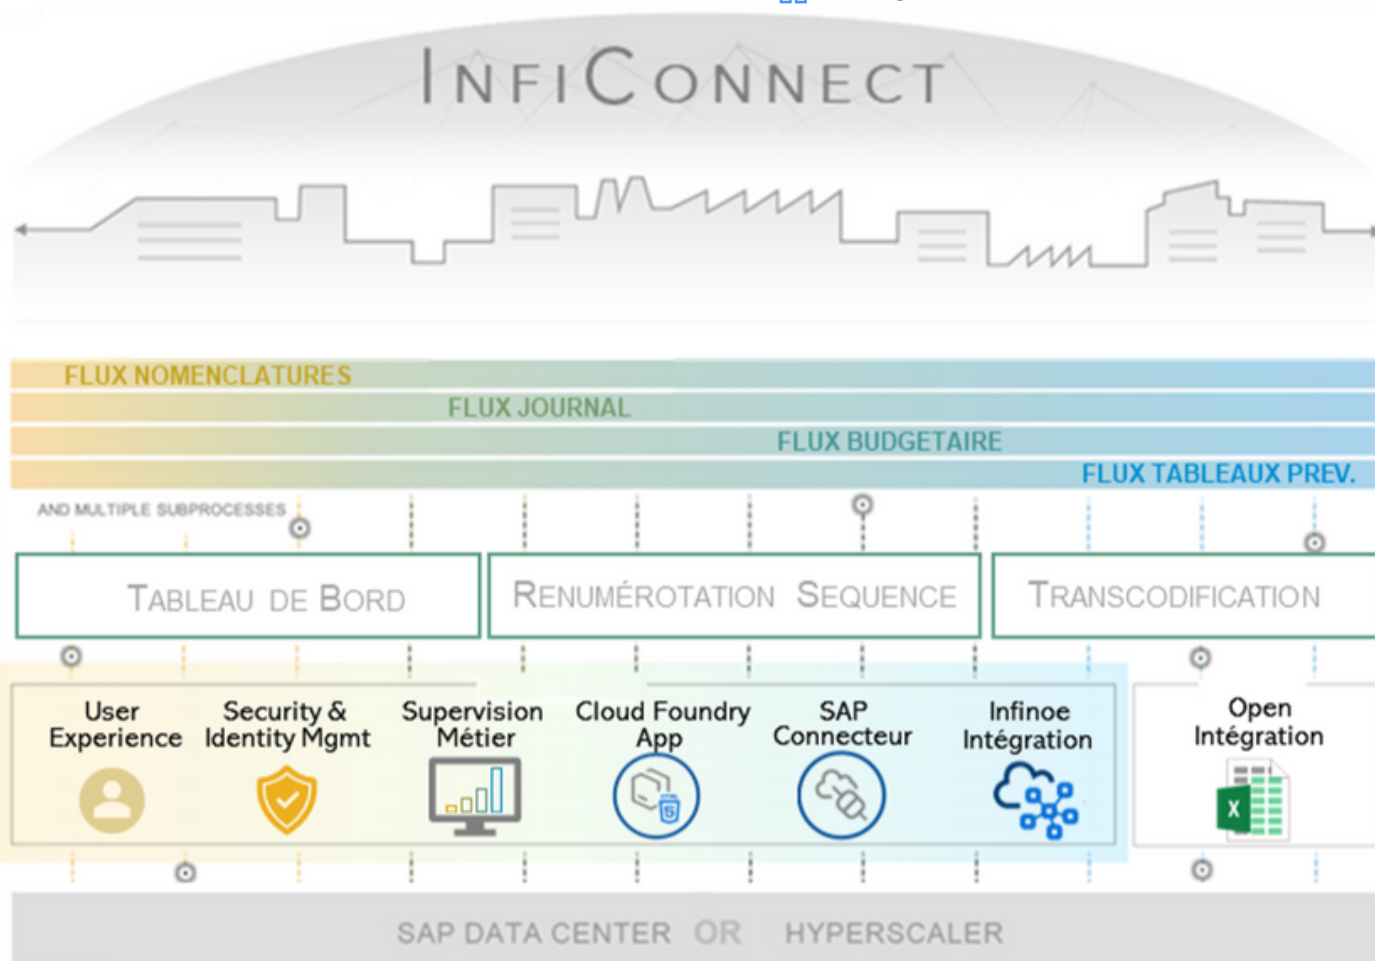 INFICONNECT
FLUX NOMENCLATURES
FLUX JOURNAL
FLUX BUDGETAIRE
FLUX TABLEAUX PREV.
AND MULTIPLE SUBPROCESSES
TABLEAU DE BORD
RENUMÉROTATION SEQUENCE
TRANSCODIFICATION
User
Experience
Security &
Identity Mgmt
Supervision
Métier
Cloud Foundry
App
5
SAP
Connecteur
Infinoe
Intégration
Open
Intégration
X
SAP DATA CENTER OR HYPERSCALER